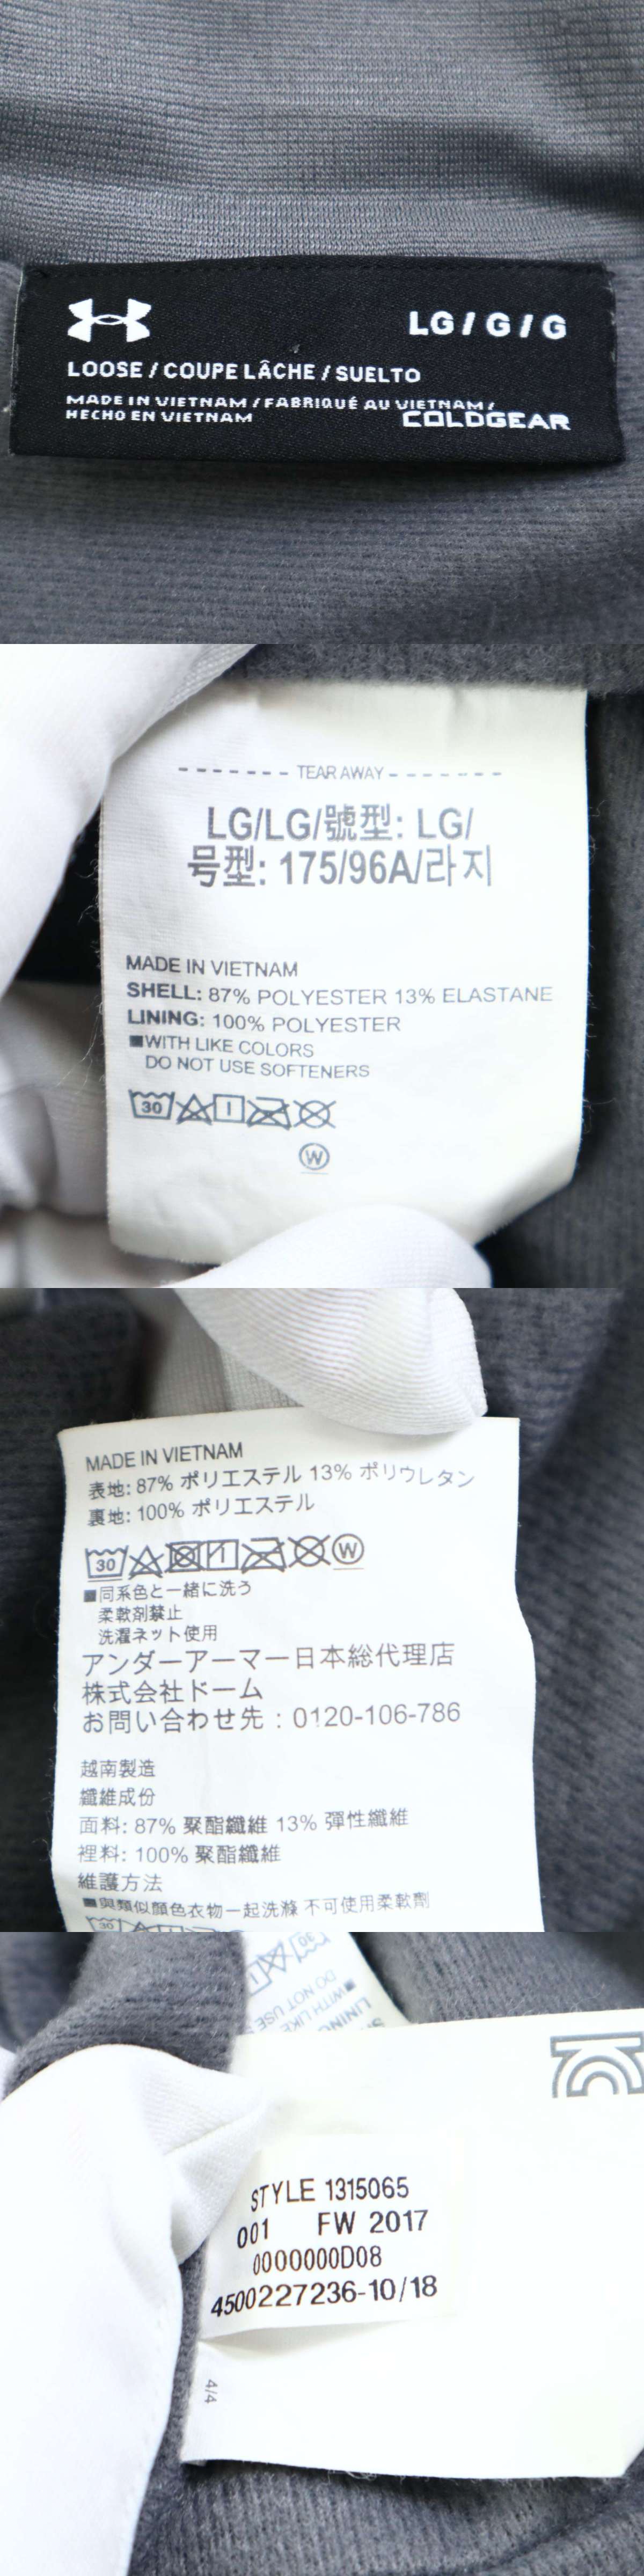 LG / G / G
LOOSE / COUPE LÂCHE / SUELTO
MADE IN VIETNAM / FABRIQUÉ AU VIETNAM /
HECHO EN VIETNAM
COLDGEAR
TEAR AWAY
LG/LG/號型: LG/
号型: 175/96A/라지
MADE IN VIETNAM
SHELL: 87% POLYESTER 13% ELASTANE
LINING: 100% POLYESTER
■WITH LIKE COLORS
DO NOT USE SOFTENERS
30
W
MADE IN VIETNAM
表地: 87% ポリエステル 13% ポリウレタン
裏地: 100% ポリエステル
30 W
■同系色と一緒に洗う
柔軟剤禁止
洗濯ネット使用
アンダーアーマー日本総代理店
株式会社ドーム
お問い合わせ先 : 0120-106-786
越南製造
纖維成份
面料: 87% 聚酯纖維 13% 彈性纖維
裡料: 100% 聚酯纖維
維護方法
■與類似顏色衣物一起洗滌 不可使用柔軟劑
30
30
DO NOT USE
■WITH LIKE
LINING
STYLE 1315065
001 FW 2017
0000000D08
4500227236-10/18
4/4